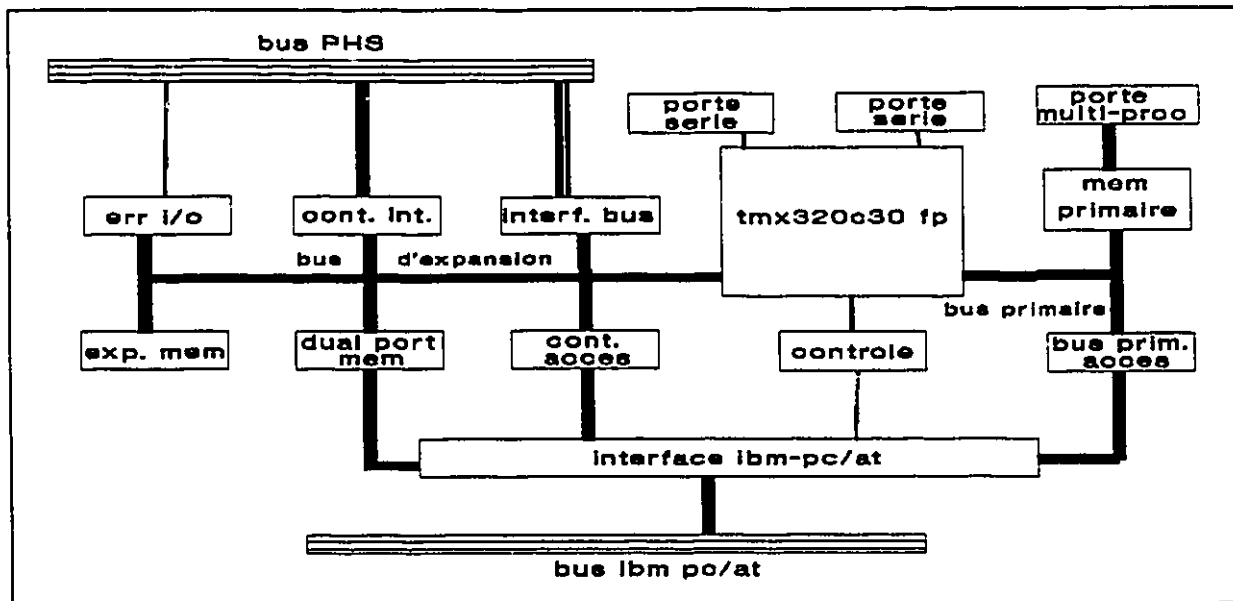 bus PHS
porte
serie
porte
serie
porte
multi-proc
err i/o
cont. int.
interf. bus
tmx320c30 fp
mem
primaire
bus d'expansion
bus primaire
exp. mem
dual port
mem
cont.
acces
controle
bus prim.
acces
interface ibm-pc/at
bus ibm pc/at